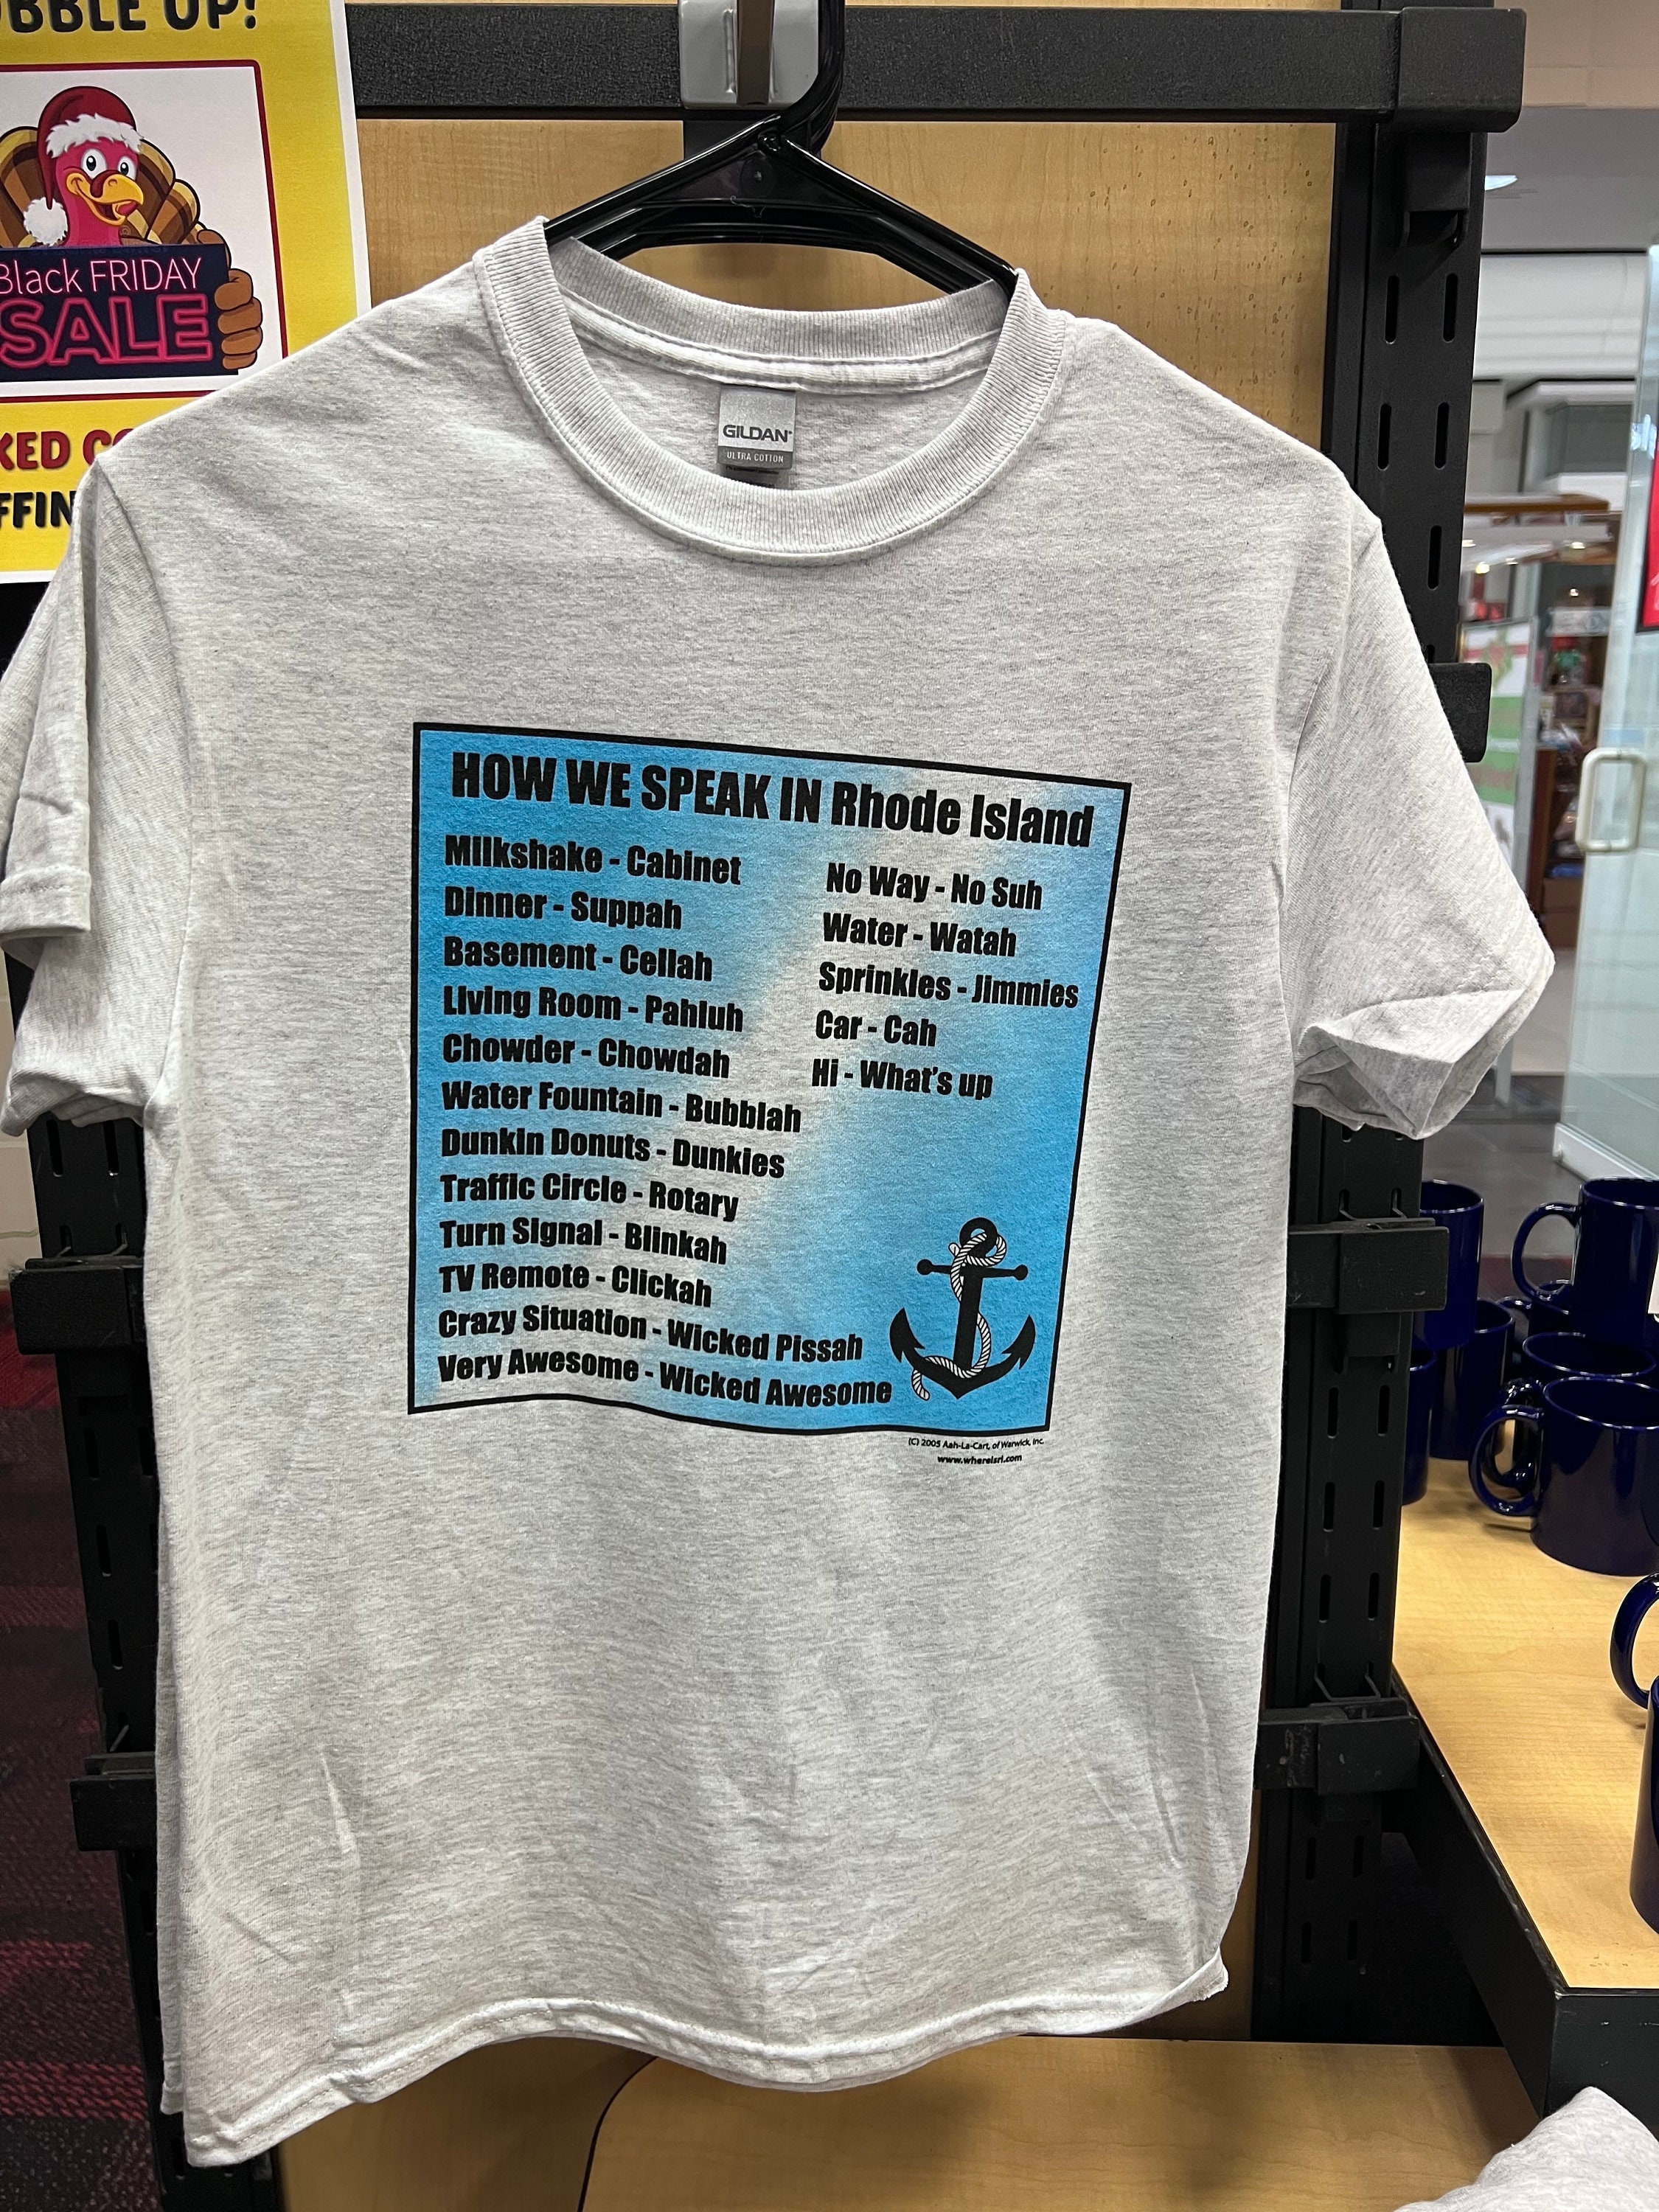 BBLE UP!
Black FRIDAY
SALE
GILDAN
ULTRA COTTON
HOW WE SPEAK IN Rhode Island
Milkshake - Cabinet
Dinner - Suppah
Basement - Cellah
Living Room - Pahluh
Chowder - Chowdah
Water Fountain - Bubblah
Dunkin Donuts - Dunkies
Traffic Circle - Rotary
Turn Signal - Blinkah
TV Remote - Clickah
Crazy Situation - Wicked Pissah
Very Awesome - Wicked Awesome
No Way - No Suh
Water - Watah
Sprinkles - Jimmies
Car - Cah
Hi - What's up
(C) 2005 Aah-La-Cart, of Warwick, Inc.
www.whereisri.com